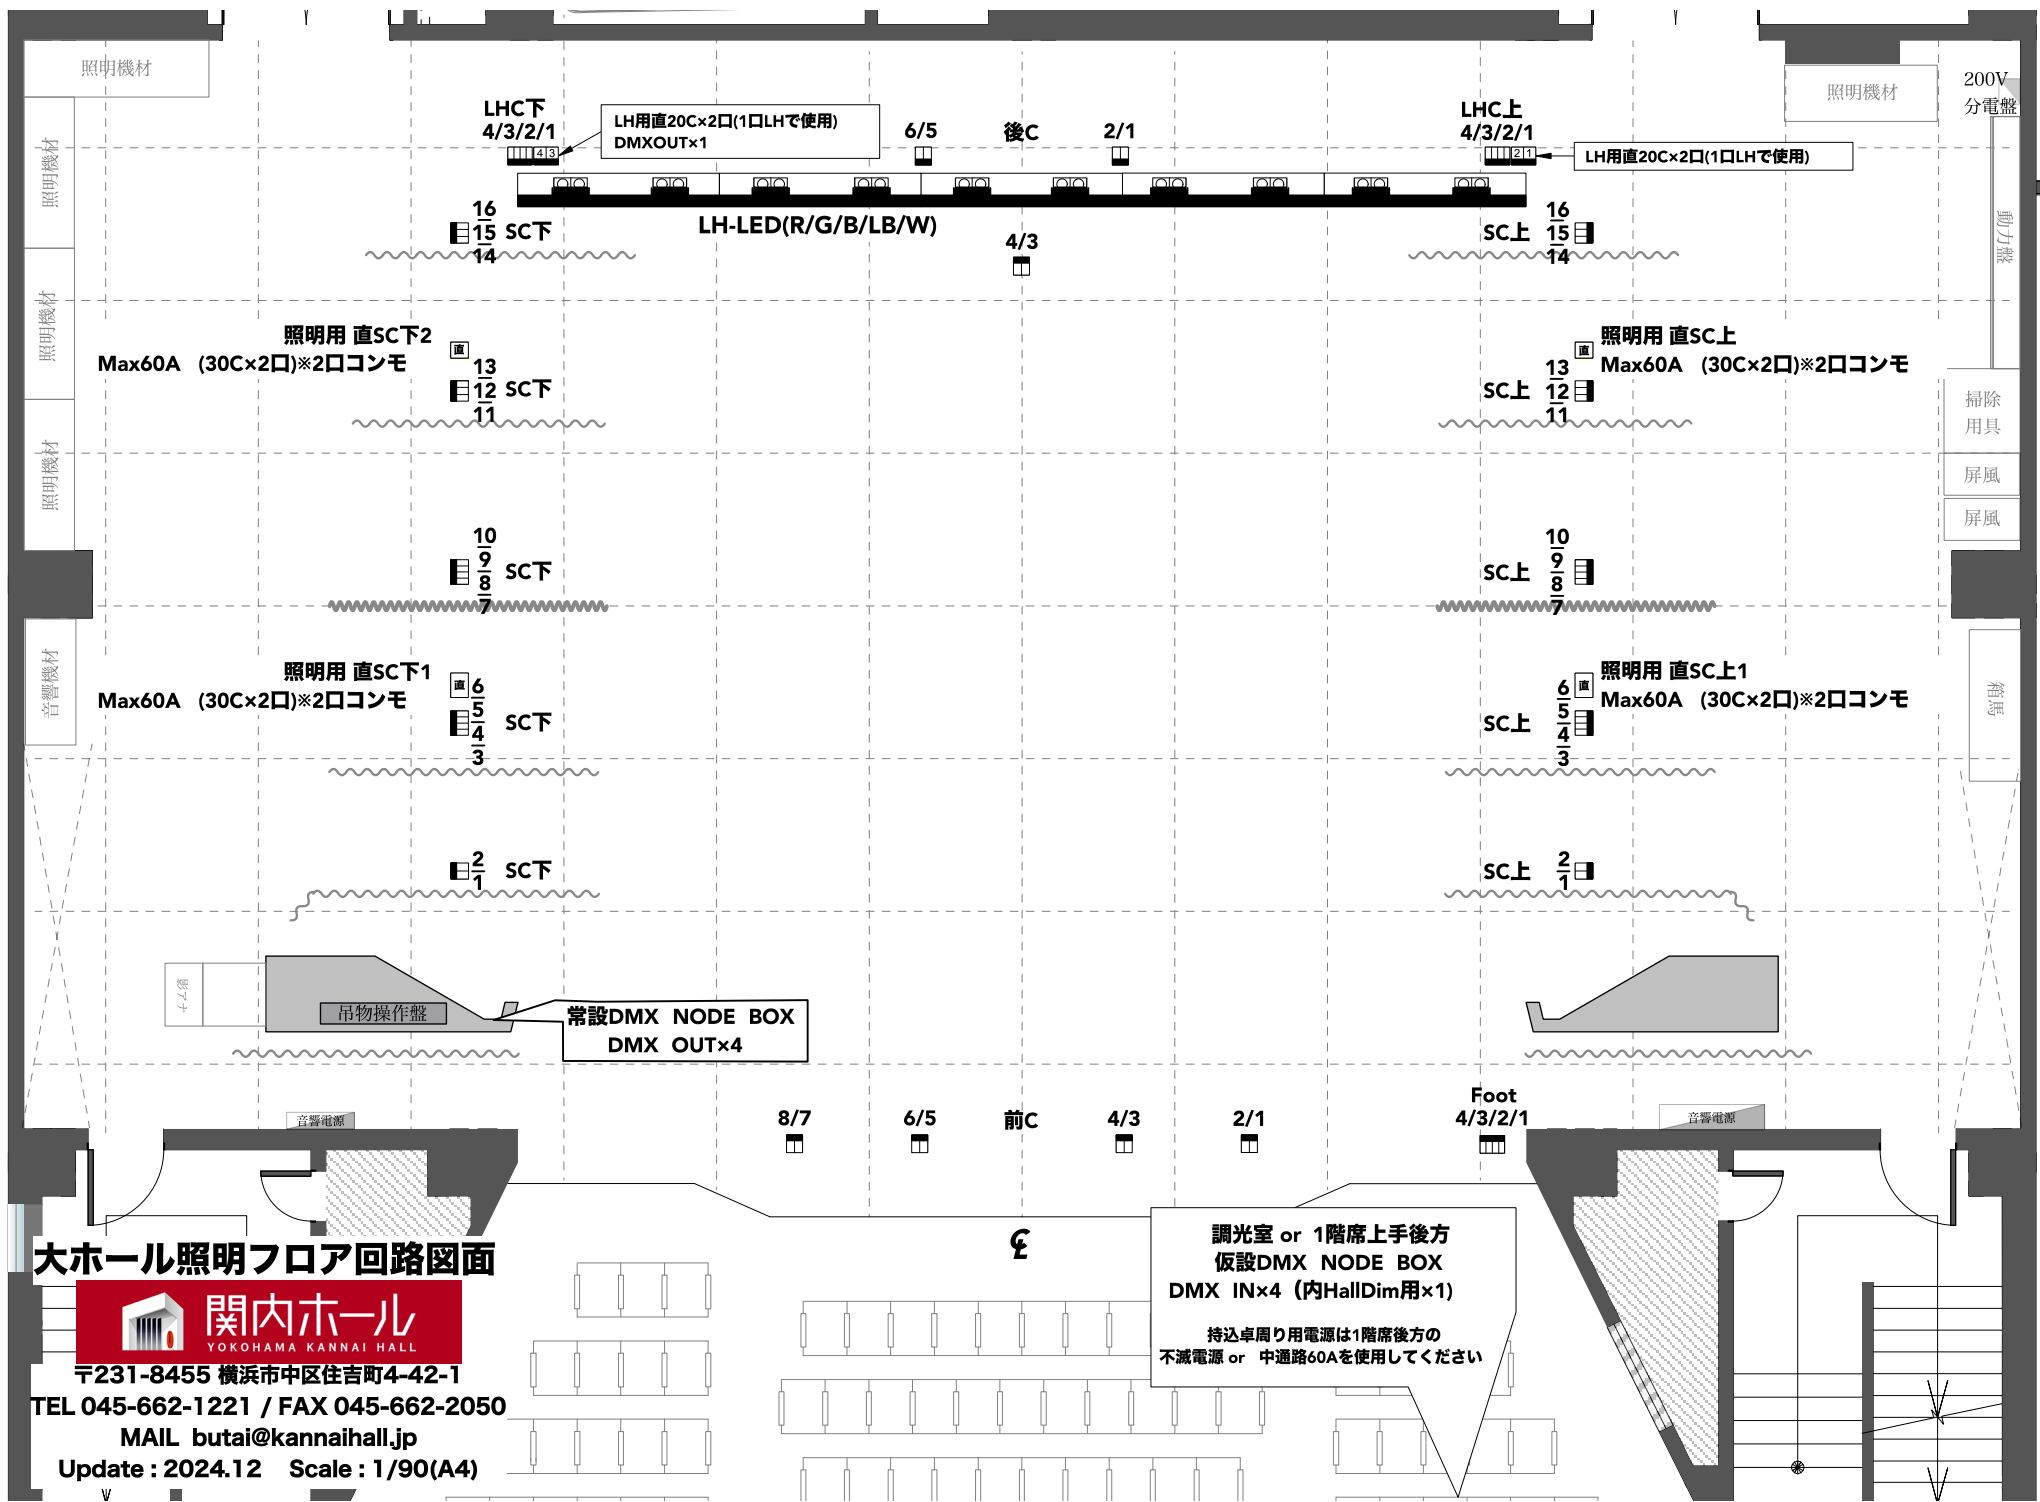 照明機材
照明機材
照明機材
照明機材
照明機材
200V
分電盤
動力盤
掃除
用具
屏風
屏風
箱馬
音響機材
LHC下
4/3/2/1
4 3
LH用直20C×2口(1口LHで使用)
DMXOUT×1
6/5
後C
2/1
LHC上
4/3/2/1
2 1
LH用直20C×2口(1口LHで使用)
LH-LED(R/G/B/LB/W)
4/3
16
15 SC下
14
16
SC上 15
14
照明用 直SC下2
Max60A (30C×2口)※2口コンモ
直
13
12 SC下
11
照明用 直SC上
Max60A (30C×2口)※2口コンモ
直
13
SC上 12
11
10
9
8
7
SC下
10
9
8
7
SC上
照明用 直SC下1
Max60A (30C×2口)※2口コンモ
直
6
5
4
3
SC下
照明用 直SC上1
Max60A (30C×2口)※2口コンモ
直
6
5
4
3
SC上
2
1
SC下
2
1
SC上
影アナ
吊物操作盤
常設DMX NODE BOX
DMX OUT×4
音響電源
音響電源
8/7
6/5
前C
4/3
2/1
Foot
4/3/2/1
℄
調光室 or 1階席上手後方
仮設DMX NODE BOX
DMX IN×4（内HallDim用×1)
持込卓周り用電源は1階席後方の
不滅電源 or 中通路60Aを使用してください
大ホール照明フロア回路図面
関内ホール
YOKOHAMA KANNAI HALL
〒231-8455 横浜市中区住吉町4-42-1
TEL 045-662-1221 / FAX 045-662-2050
MAIL butai@kannaihall.jp
Update : 2024.12 Scale : 1/90(A4)